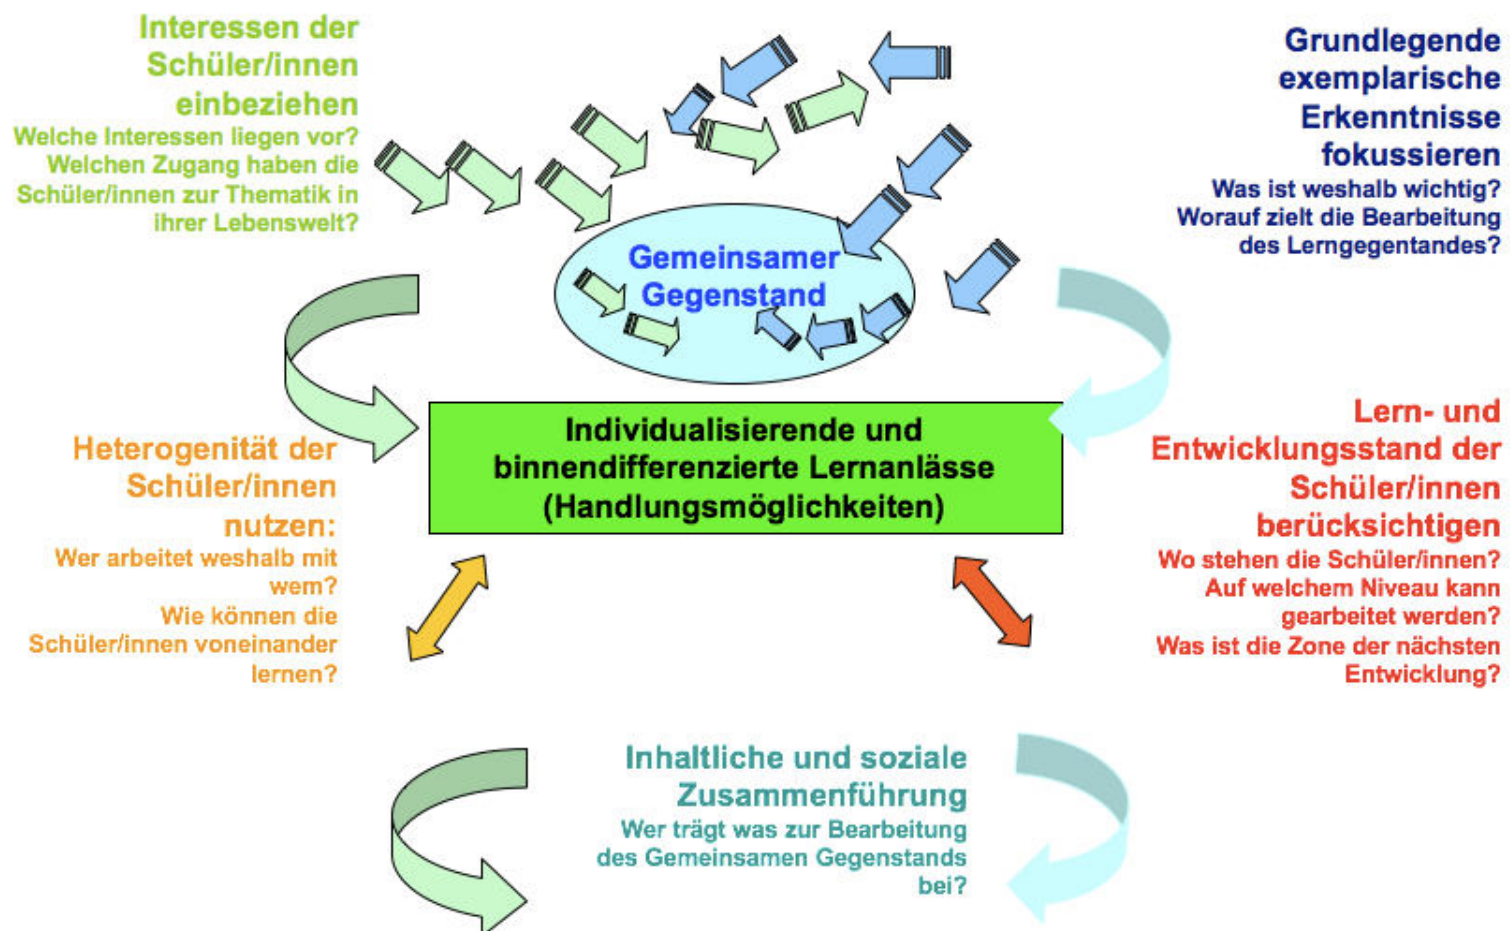 Interessen der
Schüler/innen
einbeziehen
Welche Interessen liegen vor?
Welchen Zugang haben die
Schüler/innen zur Thematik in
ihrer Lebenswelt?
Grundlegende
exemplarische
Erkenntnisse
fokussieren
Was ist weshalb wichtig?
Worauf zielt die Bearbeitung
des Lerngegentandes?
Gemeinsamer
Gegenstand
Individualisierende und
binnendifferenzierte Lernanlässe
(Handlungsmöglichkeiten)
Heterogenität der
Schüler/innen
nutzen:
Wer arbeitet weshalb mit
wem?
Wie können die
Schüler/innen voneinander
lernen?
Lern- und
Entwicklungsstand der
Schüler/innen
berücksichtigen
Wo stehen die Schüler/innen?
Auf welchem Niveau kann
gearbeitet werden?
Was ist die Zone der nächsten
Entwicklung?
Inhaltliche und soziale
Zusammenführung
Wer trägt was zur Bearbeitung
des Gemeinsamen Gegenstands
bei?